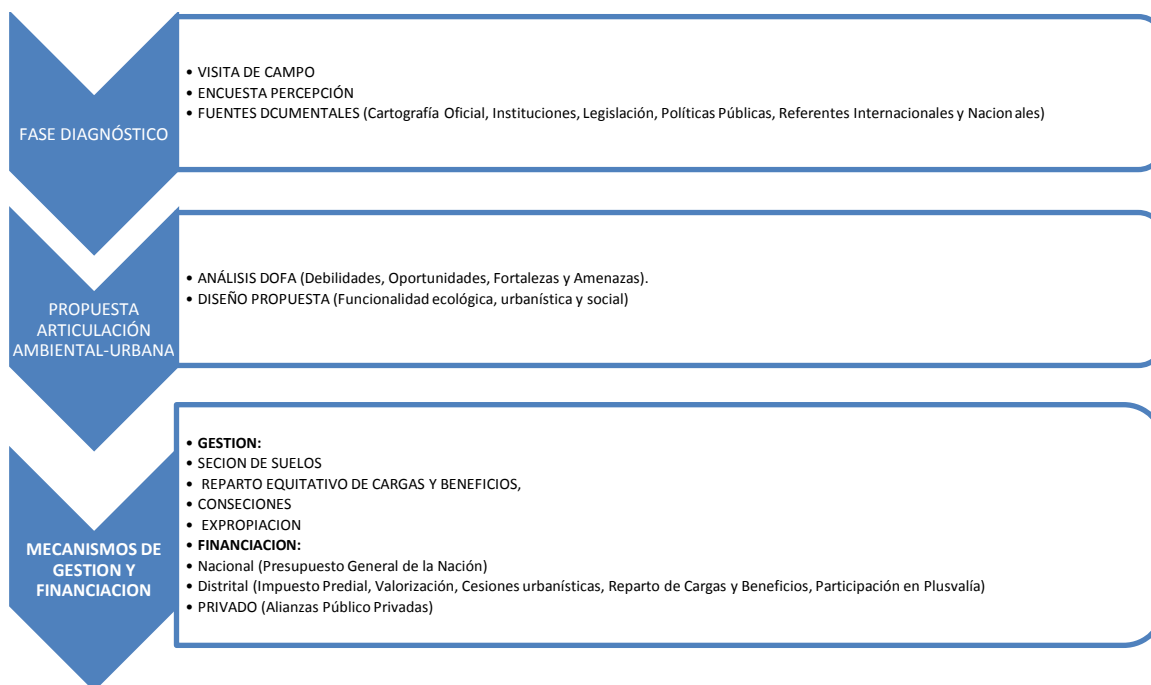 FASE DIAGNÓSTICO
• VISITA DE CAMPO
• ENCUESTA PERCEPCIÓN
• FUENTES DCUMENTALES (Cartografía Oficial, Instituciones, Legislación, Políticas Públicas, Referentes Internacionales y Nacionales)
PROPUESTA
ARTICULACIÓN
AMBIENTAL-URBANA
• ANÁLISIS DOFA (Debilidades, Oportunidades, Fortalezas y Amenazas).
• DISEÑO PROPUESTA (Funcionalidad ecológica, urbanística y social)
MECANISMOS DE
GESTION Y
FINANCIACION
• GESTION:
• SECION DE SUELOS
• REPARTO EQUITATIVO DE CARGAS Y BENEFICIOS,
• CONSECIONES
• EXPROPIACION
• FINANCIACION:
• Nacional (Presupuesto General de la Nación)
• Distrital (Impuesto Predial, Valorización, Cesiones urbanísticas, Reparto de Cargas y Beneficios, Participación en Plusvalía)
• PRIVADO (Alianzas Público Privadas)